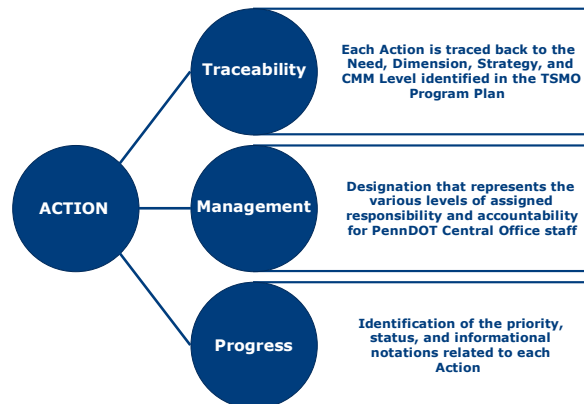 Traceability
Each Action is traced back to the
Need, Dimension, Strategy, and
CMM Level identified in the TSMO
Program Plan
ACTION
Management
Designation that represents the
various levels of assigned
responsibility and accountability
for PennDOT Central Office staff
Progress
Identification of the priority,
status, and informational
notations related to each
Action